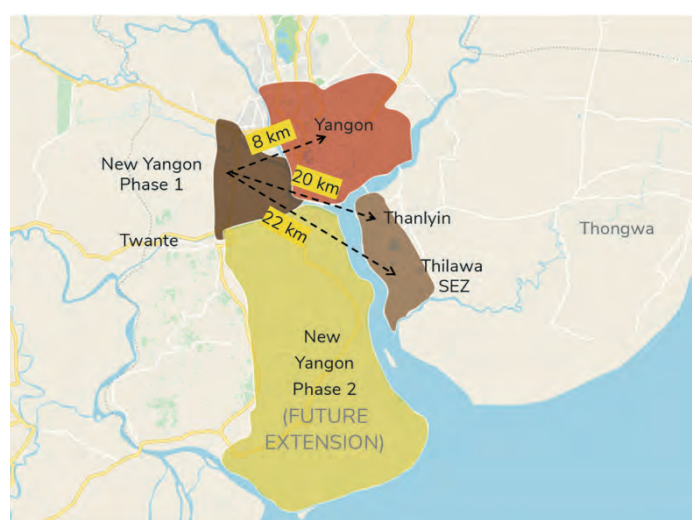 Yangon
8 km
New Yangon
Phase 1
20 km
22 km
Thanlyin
Twante
Thongwa
Thilawa
SEZ
New
Yangon
Phase 2
(FUTURE
EXTENSION)